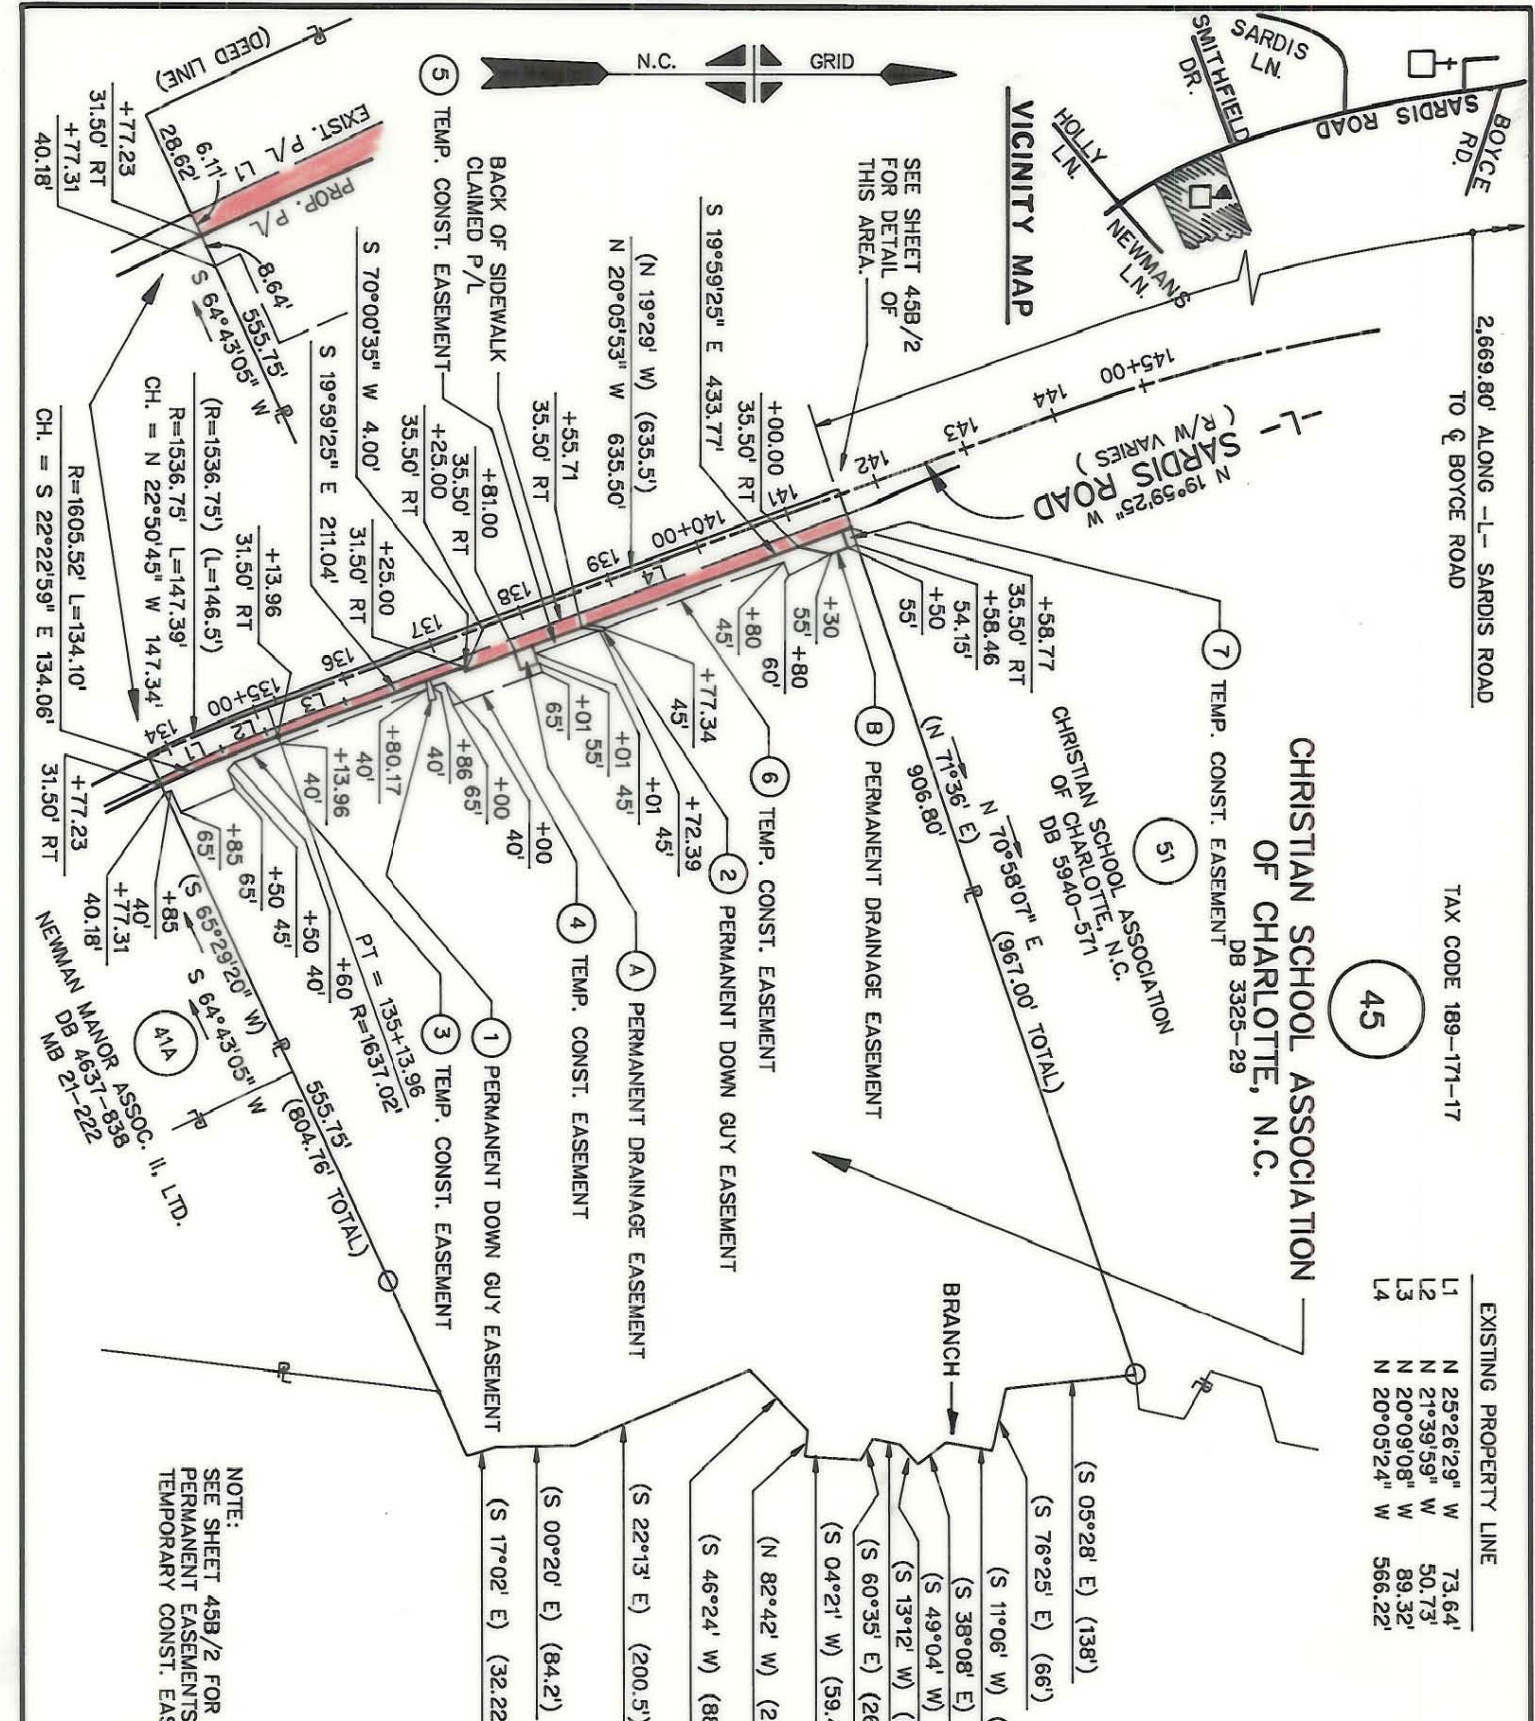 BOYCE
RD.
SARDIS ROAD
SARDIS
LN.
SMITHFIELD
DR.
HOLLY
LN.
NEWMANS
LN.
VICINITY MAP
N.C.
GRID
2,669.80' ALONG -L- SARDIS ROAD
TO ℄ BOYCE ROAD
TAX CODE 189-171-17
EXISTING PROPERTY LINE
L1 N 25°26'29" W 73.64'
L2 N 21°39'59" W 50.73'
L3 N 20°09'08" W 89.32'
L4 N 20°05'24" W 566.22'
45
CHRISTIAN SCHOOL ASSOCIATION
OF CHARLOTTE, N.C.
DB 3325-29
51
CHRISTIAN SCHOOL ASSOCIATION
OF CHARLOTTE, N.C.
DB 5940-571
-L-
SARDIS ROAD
( R/W VARIES )
N 19°59'25" W
145+00
144
143
142
141
140+00
139
138
137
136
135+00
134
L4
L3
L2
L1
SEE SHEET 45B/2
FOR DETAIL OF
THIS AREA.
7 TEMP. CONST. EASEMENT
B PERMANENT DRAINAGE EASEMENT
6 TEMP. CONST. EASEMENT
2 PERMANENT DOWN GUY EASEMENT
A PERMANENT DRAINAGE EASEMENT
4 TEMP. CONST. EASEMENT
1 PERMANENT DOWN GUY EASEMENT
3 TEMP. CONST. EASEMENT
5 TEMP. CONST. EASEMENT
BACK OF SIDEWALK
CLAIMED P/L
+58.77
35.50' RT
+58.46
54.15'
+50
55'
+30
55'
+80
60'
+80
45'
+77.34
45'
+72.39
45'
+01
45'
+01
55'
+01
65'
+00
40'
+00
65'
+86
40'
+80.17
40'
+13.96
40'
+60
40'
+50
45'
+50
65'
+85
65'
+85
40'
+77.31
40.18'
+77.23
31.50' RT
PT = 135+13.96
R=1637.02'
+00.00
35.50' RT
S 19°59'25" E 433.77'
(N 19°29' W) (635.5')
N 20°05'53" W 635.50'
+55.71
35.50' RT
+81.00
35.50' RT
+25.00
35.50' RT
S 70°00'35" W 4.00'
+25.00
31.50' RT
S 19°59'25" E 211.04'
+13.96
31.50' RT
(R=1536.75') (L=146.5')
R=1536.75' L=147.39'
CH. = N 22°50'45" W 147.34'
R=1605.52' L=134.10'
CH. = S 22°22'59" E 134.06'
(DEED LINE)
EXIST. P/L L1
PROP. P/L
+77.23
31.50' RT
+77.31
40.18'
28.62'
6.11'
8.64'
555.75'
S 64°43'05" W
(N 71°36' E)
906.80'
N 70°58'07" E
(967.00' TOTAL)
(S 65°29'20" W)
S 64°43'05" W
555.75'
(804.76' TOTAL)
41A
NEWMAN MANOR ASSOC. II, LTD.
DB 4637-838
MB 21-222
BRANCH
(S 05°28' E) (138')
(S 76°25' E) (66')
(S 11°06' W)
(S 38°08' E)
(S 49°04' W)
(S 13°12' W)
(S 60°35' E)
(S 04°21' W)
(N 82°42' W)
(S 46°24' W)
(S 22°13' E) (200.5')
(S 00°20' E) (84.2')
(S 17°02' E) (32.22
NOTE:
SEE SHEET 45B/2 FOR
PERMANENT EASEMENTS
TEMPORARY CONST. EAS